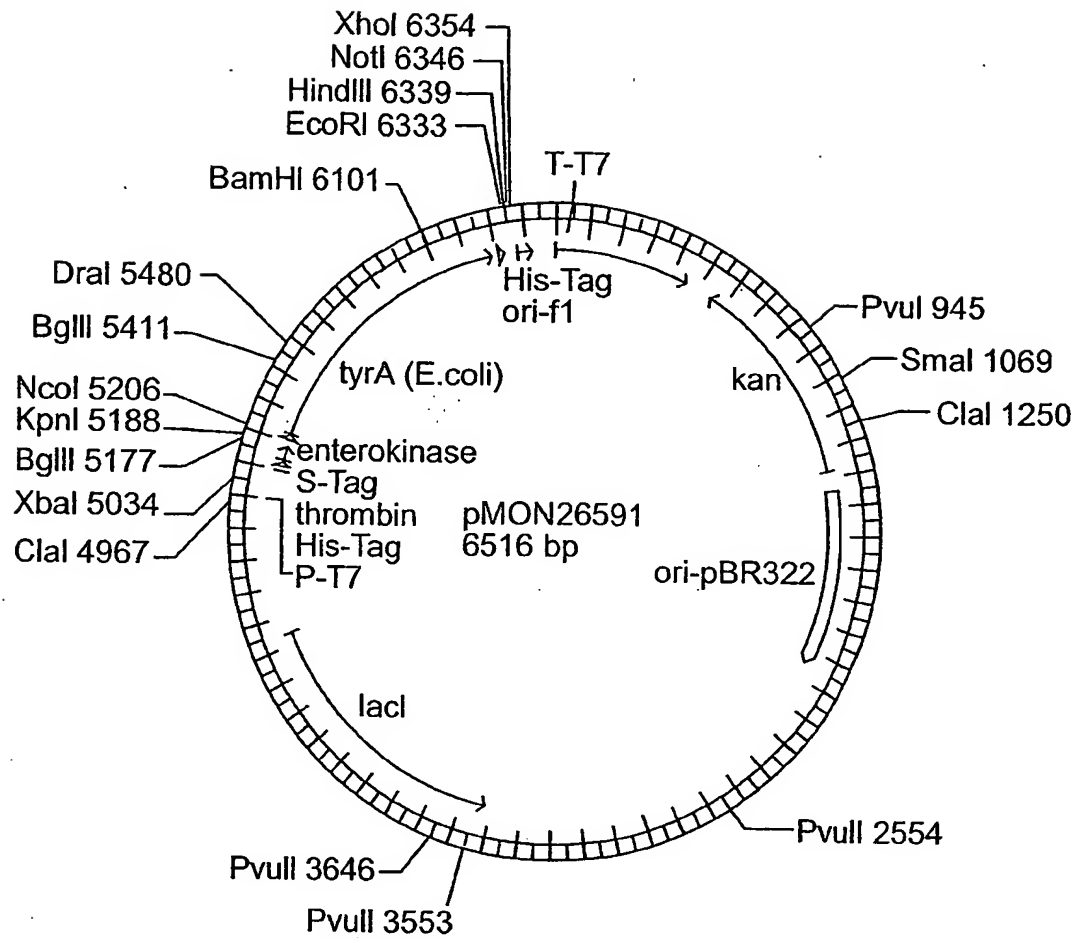 XhoI 6354
NotI 6346
HindIII 6339
EcoRI 6333
T-T7
BamHI 6101
His-Tag
ori-f1
DraI 5480
PvuI 945
BglII 5411
SmaI 1069
tyrA (E.coli)
kan
NcoI 5206
ClaI 1250
KpnI 5188
BglII 5177
enterokinase
S-Tag
XbaI 5034
thrombin
pMON26591
ClaI 4967
His-Tag
6516 bp
P-T7
ori-pBR322
lacI
PvuII 2554
PvuII 3646
PvuII 3553